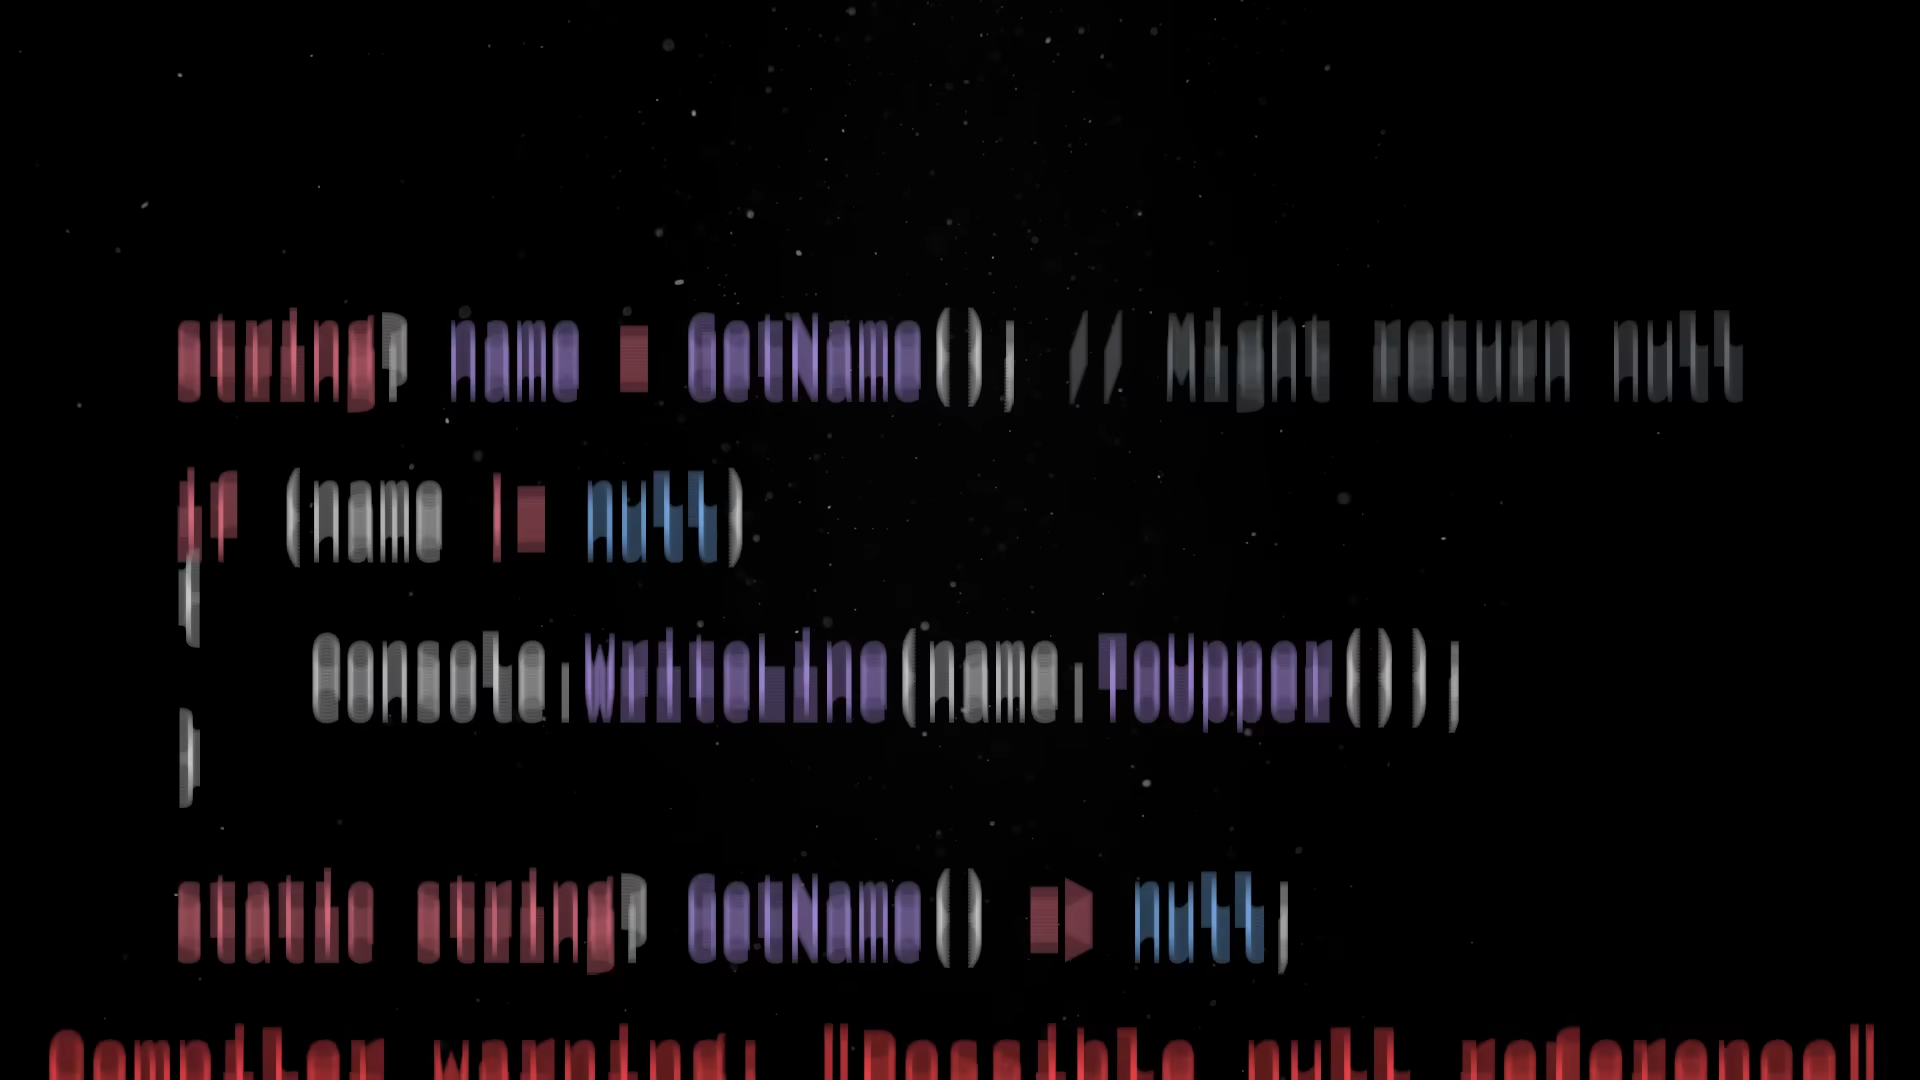 string? name = GetName(); // Might return null
if (name != null)
{
Console.WriteLine(name.ToUpper());
}
static string? GetName() => null;
Compiler warning: "Possible null reference"